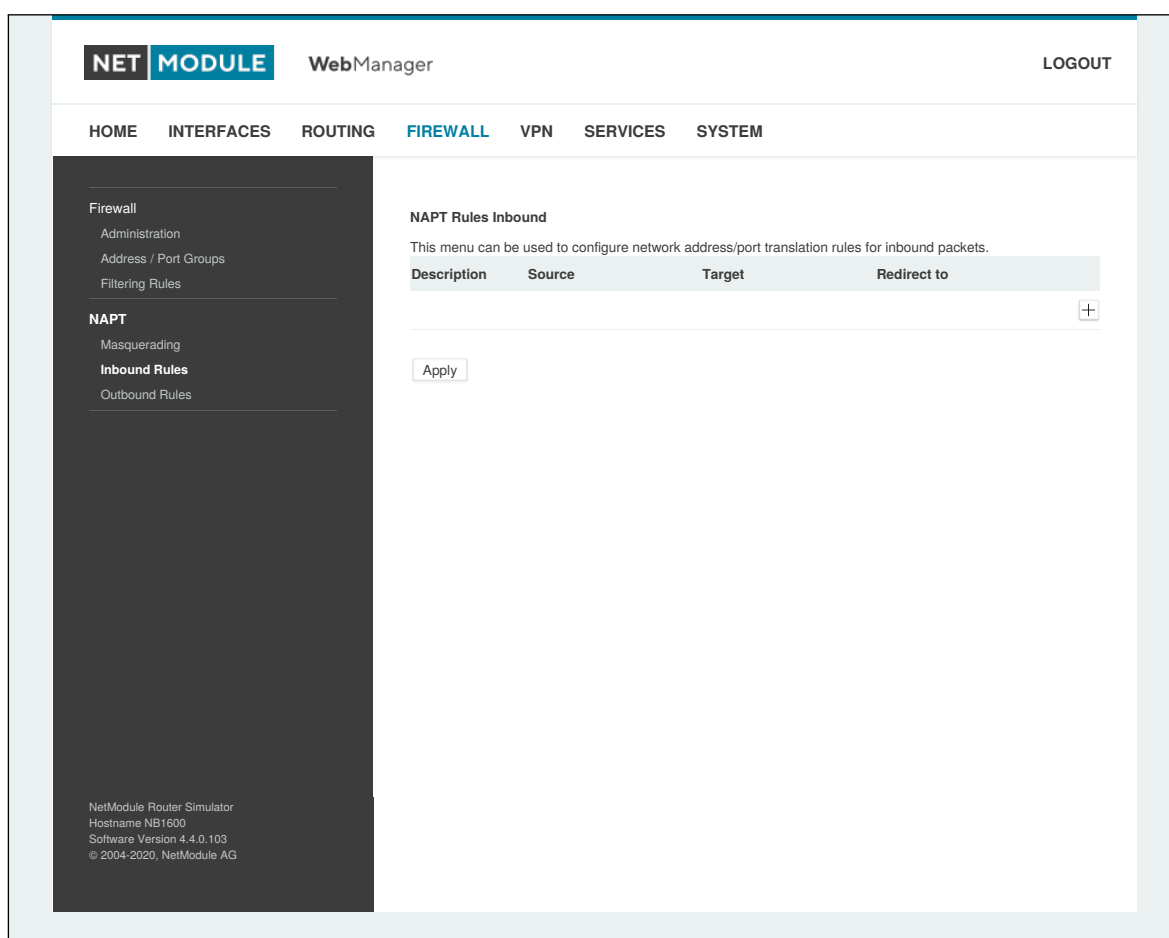 NET MODULE WebManager LOGOUT
HOME INTERFACES ROUTING FIREWALL VPN SERVICES SYSTEM
Firewall
Administration
Address / Port Groups
Filtering Rules
NAPT
Masquerading
Inbound Rules
Outbound Rules
NAPT Rules Inbound
This menu can be used to configure network address/port translation rules for inbound packets.
Description Source Target Redirect to
Apply
NetModule Router Simulator
Hostname NB1600
Software Version 4.4.0.103
© 2004-2020, NetModule AG